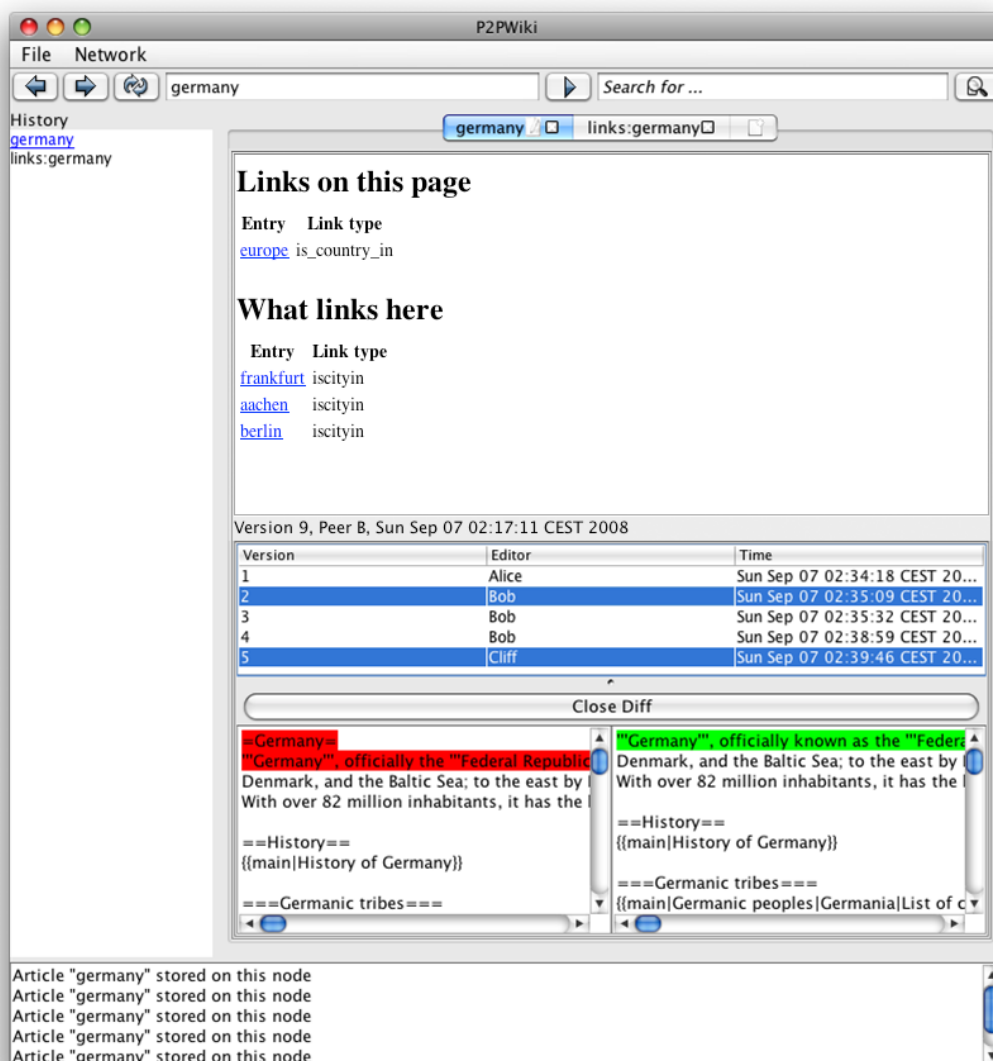 P2PWiki
File Network
germany Search for ...
History
germany
links:germany
germany links:germany
Links on this page
Entry Link type
europe is_country_in
What links here
Entry Link type
frankfurt iscityin
aachen iscityin
berlin iscityin
Version 9, Peer B, Sun Sep 07 02:17:11 CEST 2008
Version Editor Time
1 Alice Sun Sep 07 02:34:18 CEST 20...
2 Bob Sun Sep 07 02:35:09 CEST 20...
3 Bob Sun Sep 07 02:35:32 CEST 20...
4 Bob Sun Sep 07 02:38:59 CEST 20...
5 Cliff Sun Sep 07 02:39:46 CEST 20...
Close Diff
=Germany=
'''Germany''', officially the '''Federal Republic
Denmark, and the Baltic Sea; to the east by
With over 82 million inhabitants, it has the
==History==
{{main|History of Germany}}
===Germanic tribes===
'''Germany''', officially known as the '''Federa
Denmark, and the Baltic Sea; to the east by
With over 82 million inhabitants, it has the
==History==
{{main|History of Germany}}
===Germanic tribes===
{{main|Germanic peoples|Germania|List of c
Article "germany" stored on this node
Article "germany" stored on this node
Article "germany" stored on this node
Article "germany" stored on this node
Article "germany" stored on this node